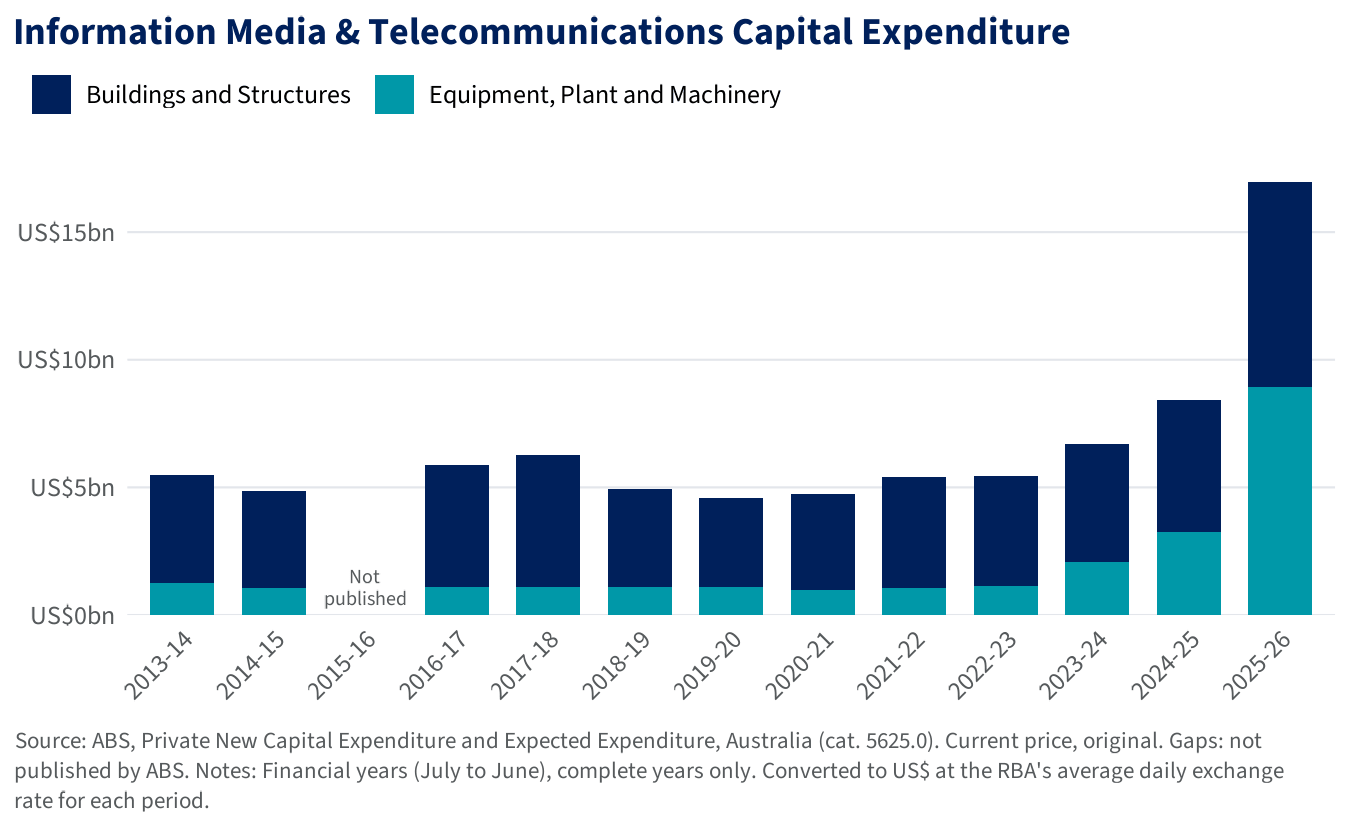 Information Media & Telecommunications Capital Expenditure
Buildings and Structures
Equipment, Plant and Machinery
US$15bn
US$10bn
US$5bn
US$0bn
Not
published
2013-14
2014-15
2015-16
2016-17
2017-18
2018-19
2019-20
2020-21
2021-22
2022-23
2023-24
2024-25
2025-26
Source: ABS, Private New Capital Expenditure and Expected Expenditure, Australia (cat. 5625.0). Current price, original. Gaps: not
published by ABS. Notes: Financial years (July to June), complete years only. Converted to US$ at the RBA's average daily exchange
rate for each period.